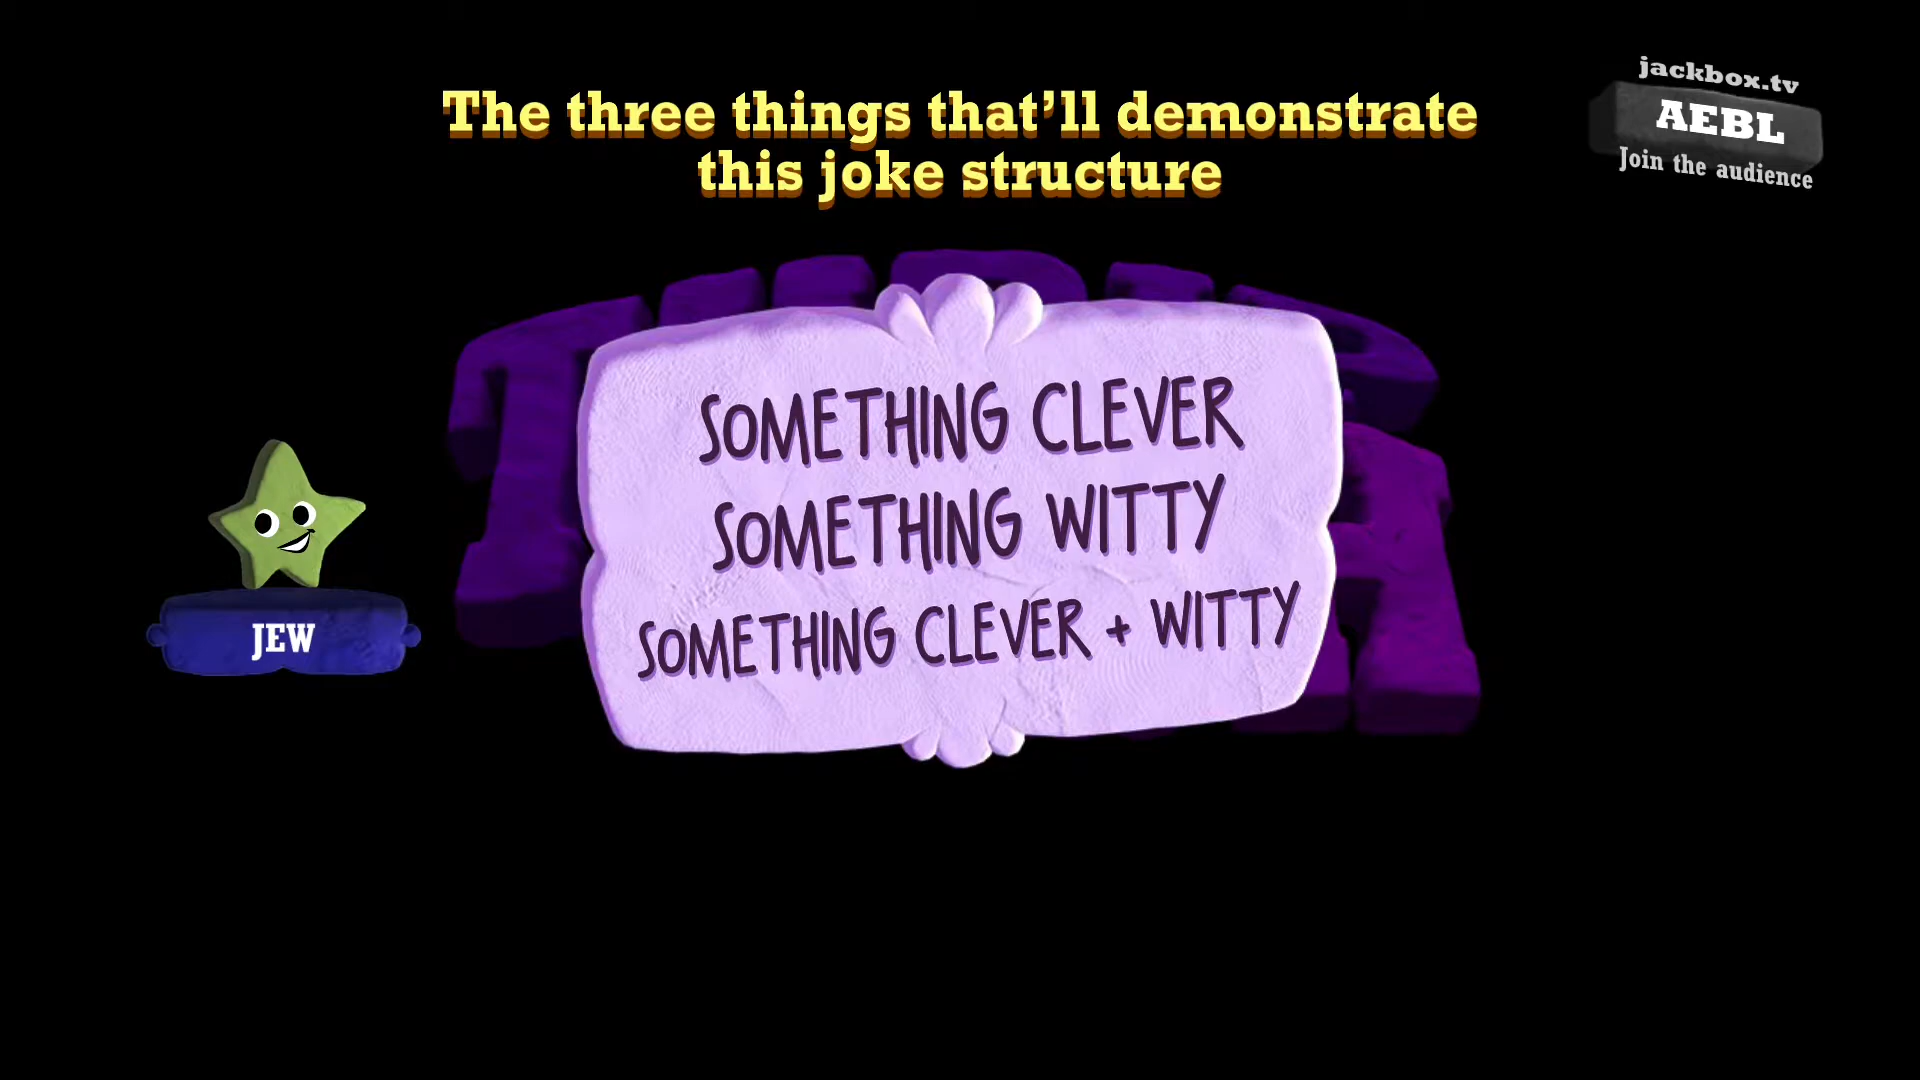 jackbox.tv
AEBL
Join the audience
The three things that'll demonstrate
this joke structure
SOMETHING CLEVER
SOMETHING WITTY
SOMETHING CLEVER + WITTY
JEW